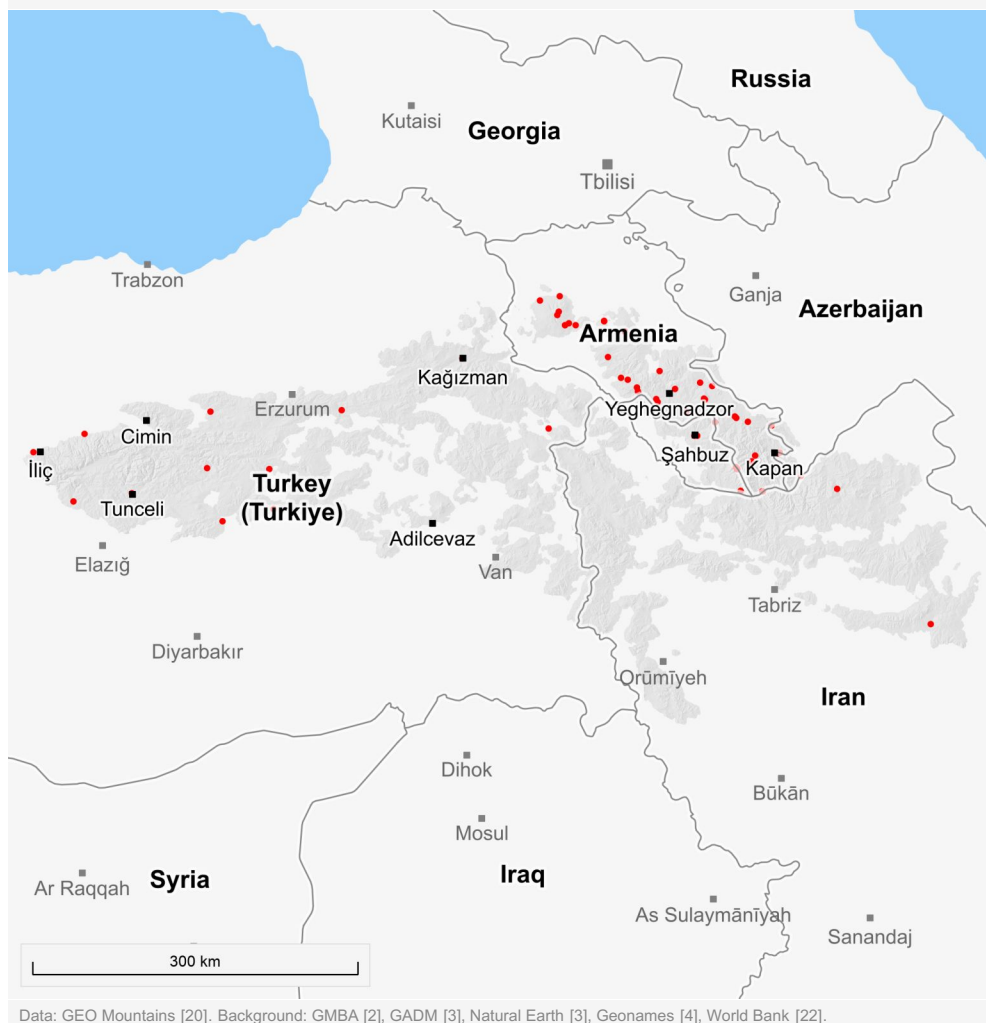 Russia
Kutaisi
Georgia
Tbilisi
Trabzon
Ganja
Azerbaijan
Armenia
Kağızman
Erzurum
Yeghegnadzor
Cimin
Şahbuz
Kapan
İliç
Turkey
(Turkiye)
Tunceli
Adilcevaz
Elazığ
Van
Tabriz
Diyarbakır
Orūmīyeh
Iran
Dihok
Būkān
Mosul
Syria
Iraq
Ar Raqqah
As Sulaymānīyah
Sanandaj
300 km
Data: GEO Mountains [20]. Background: GMBA [2], GADM [3], Natural Earth [3], Geonames [4], World Bank [22].